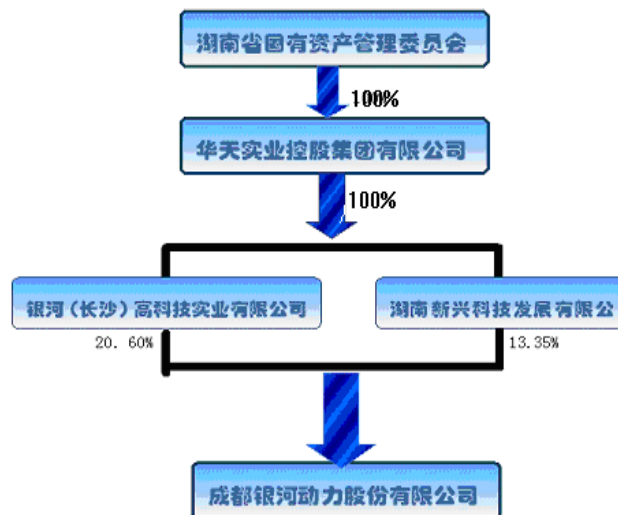 湖南省国有资产管理委员会
100%
华天实业控股集团有限公司
100%
银河（长沙）高科技实业有限公司
湖南新兴科技发展有限公
20. 60%
13.35%
成都银河动力股份有限公司